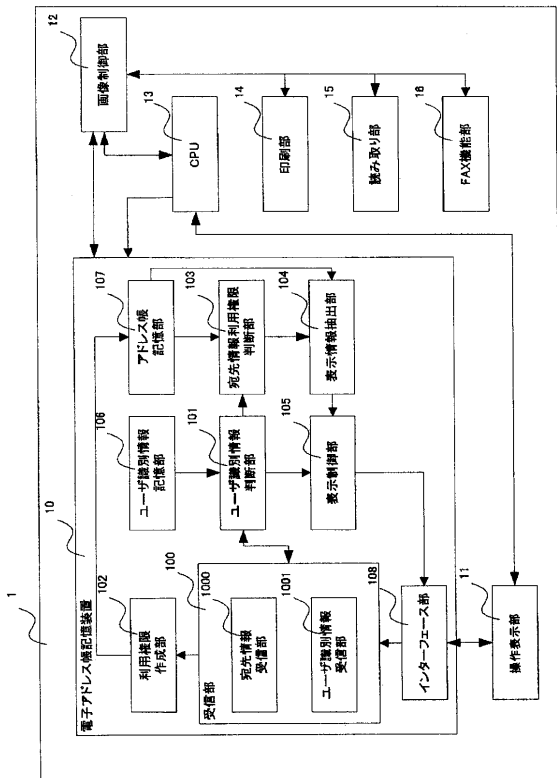 1
10
電子アドレス帳記憶装置
102
利用権限
作成部
106
ユーザ識別情報
記憶部
107
アドレス帳
記憶部
12
画像制御部
100
受信部
1000
宛先情報
受信部
1001
ユーザ識別情報
受信部
101
ユーザ識別情報
判断部
103
宛先情報利用権限
判断部
13
CPU
105
表示制御部
104
表示情報抽出部
14
印刷部
15
読み取り部
16
FAX機能部
108
インターフェース部
11
操作表示部